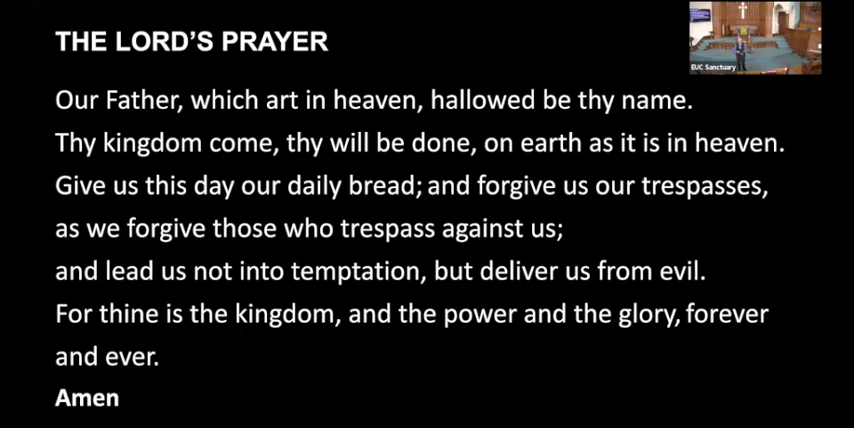 THE LORD'S PRAYER
EUC Sanctuary
Our Father, which art in heaven, hallowed be thy name.
Thy kingdom come, thy will be done, on earth as it is in heaven.
Give us this day our daily bread; and forgive us our trespasses,
as we forgive those who trespass against us;
and lead us not into temptation, but deliver us from evil.
For thine is the kingdom, and the power and the glory, forever
and ever.
Amen